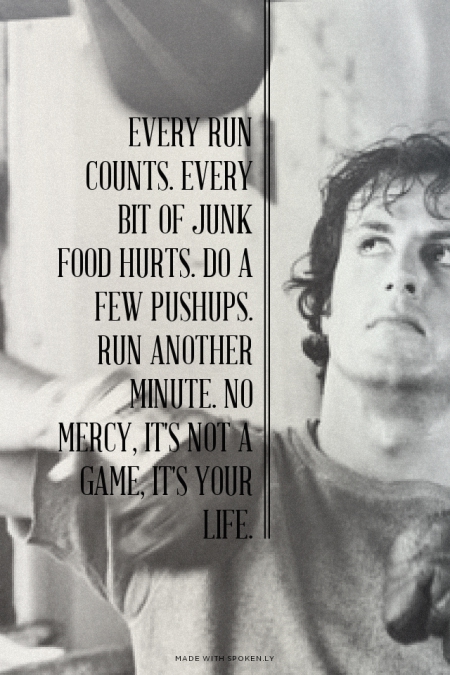 EVERY RUN
COUNTS. EVERY
BIT OF JUNK
FOOD HURTS. DO A
FEW PUSHUPS.
RUN ANOTHER
MINUTE. NO
MERCY, IT'S NOT A
GAME, IT'S YOUR
LIFE.
MADE WITH SPOKEN.LY